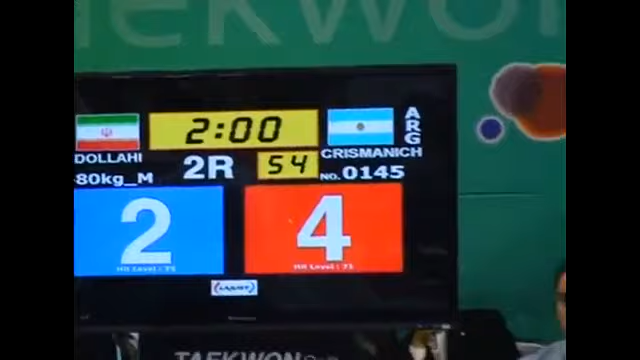 TAEKWON
2:00
ARG
DOLLAHI
CRISMANICH
-80kg_M
2R
54
NO. 0145
2
4
Hit Level : 71
Hit Level : 71
TAEKWON